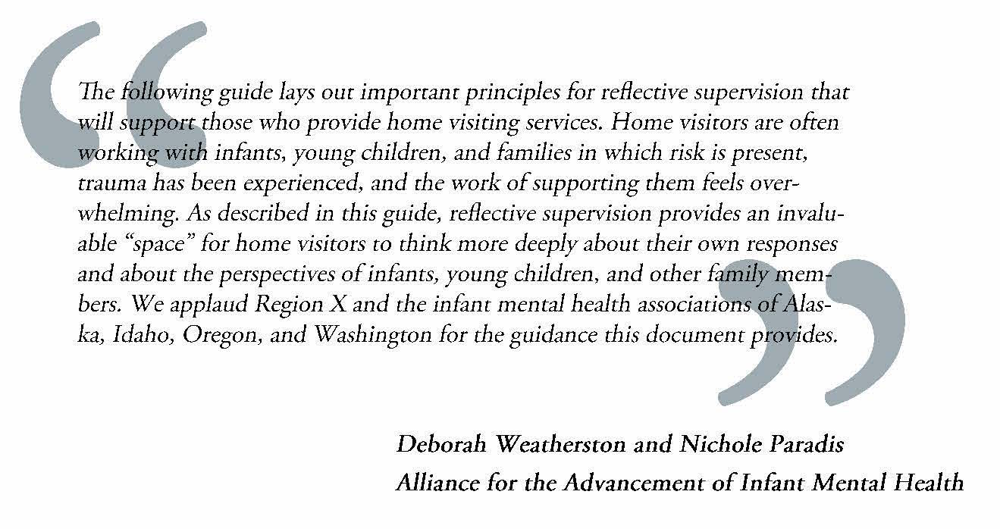 The following guide lays out important principles for reflective supervision that
will support those who provide home visiting services. Home visitors are often
working with infants, young children, and families in which risk is present,
trauma has been experienced, and the work of supporting them feels over-
whelming. As described in this guide, reflective supervision provides an invalu-
able “space” for home visitors to think more deeply about their own responses
and about the perspectives of infants, young children, and other family mem-
bers. We applaud Region X and the infant mental health associations of Alas-
ka, Idaho, Oregon, and Washington for the guidance this document provides.
Deborah Weatherston and Nichole Paradis
Alliance for the Advancement of Infant Mental Health